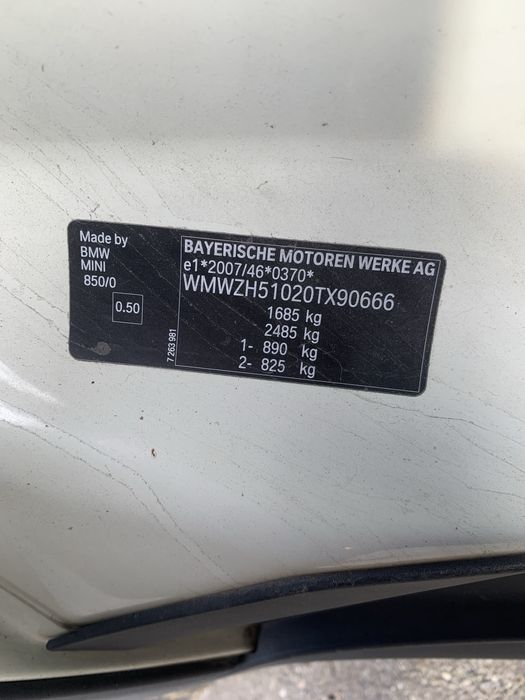 Made by
BMW
MINI
850/0
0.50
7 263 981
BAYERISCHE MOTOREN WERKE AG
e1*2007/46*0370*
WMWZH51020TX90666
1685 kg
2485 kg
1- 890 kg
2- 825 kg